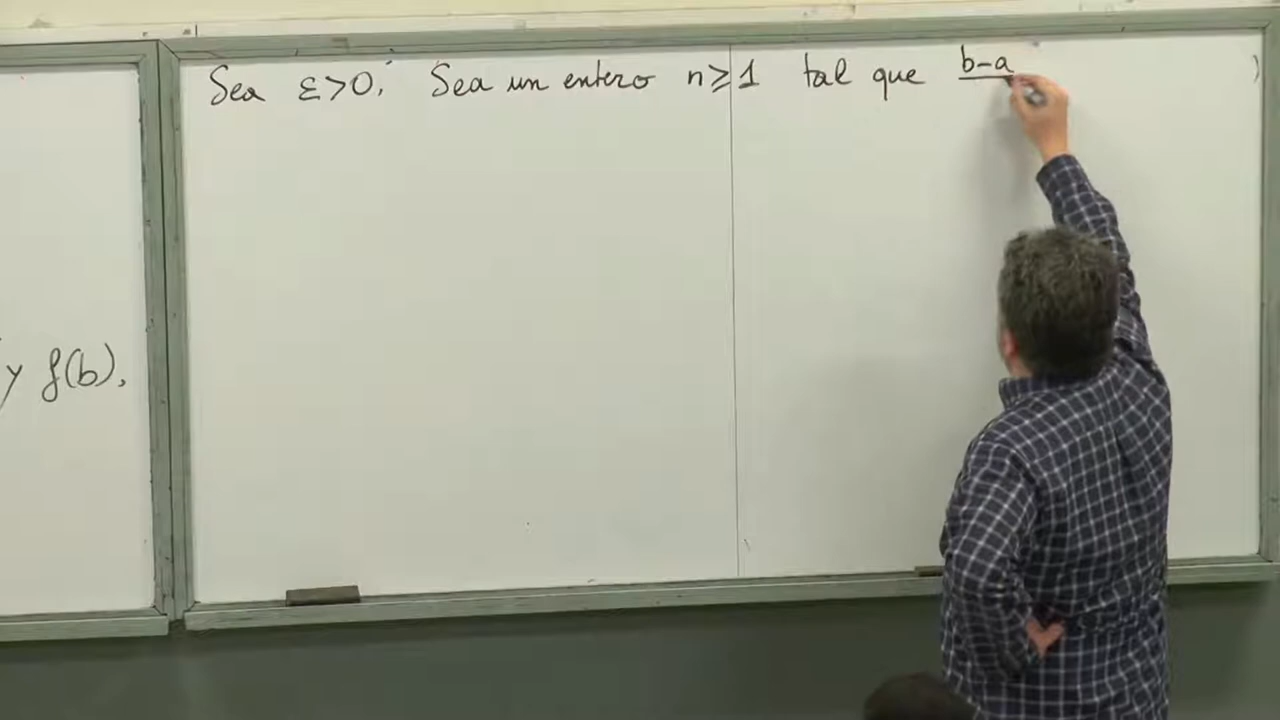 y f(b).
Sea ε>0. Sea un entero n≥1 tal que b-a
)